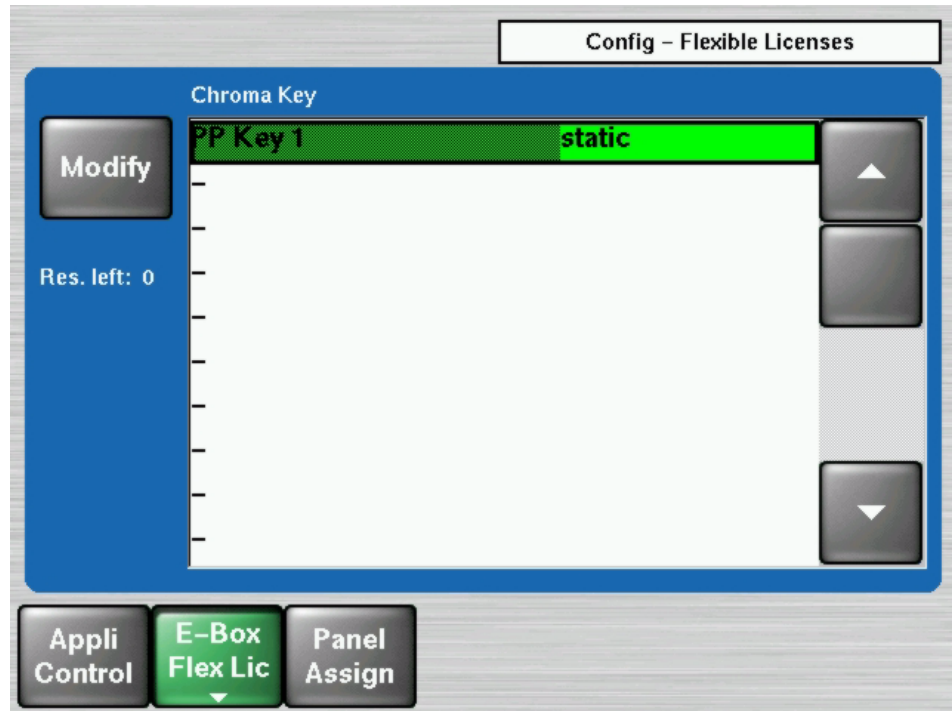 Config – Flexible Licenses
Chroma Key
Modify
PP Key 1 static
–
–
Res. left: 0
–
–
–
–
–
–
–
Appli
Control
E–Box
Flex Lic
Panel
Assign